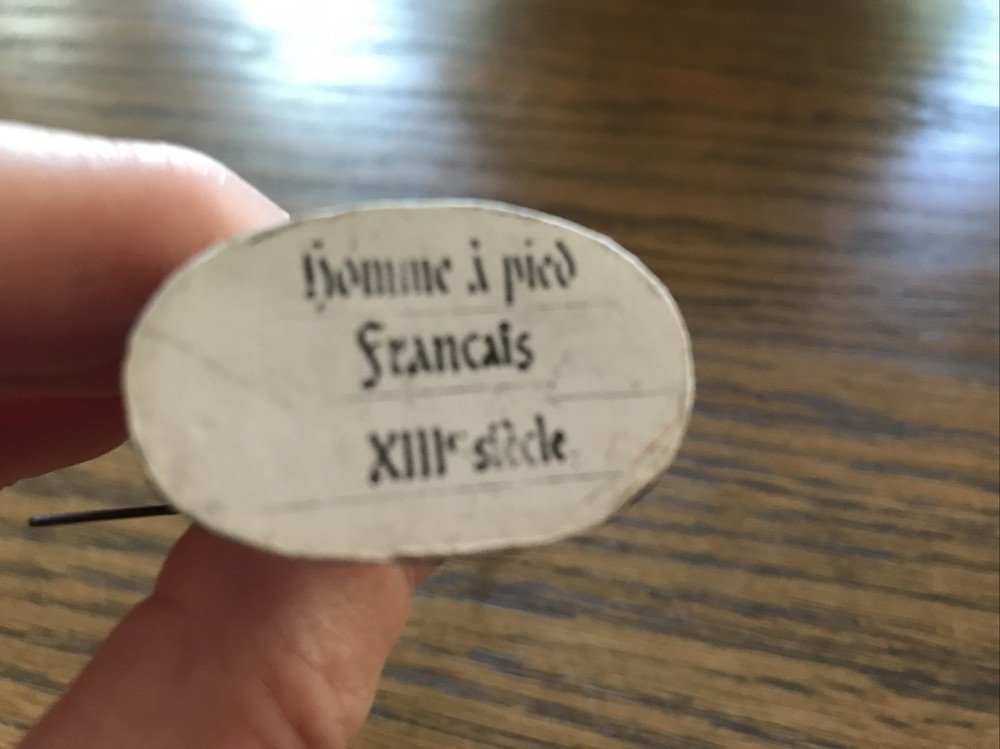 Homme à pied
Francais
XIIIe siècle